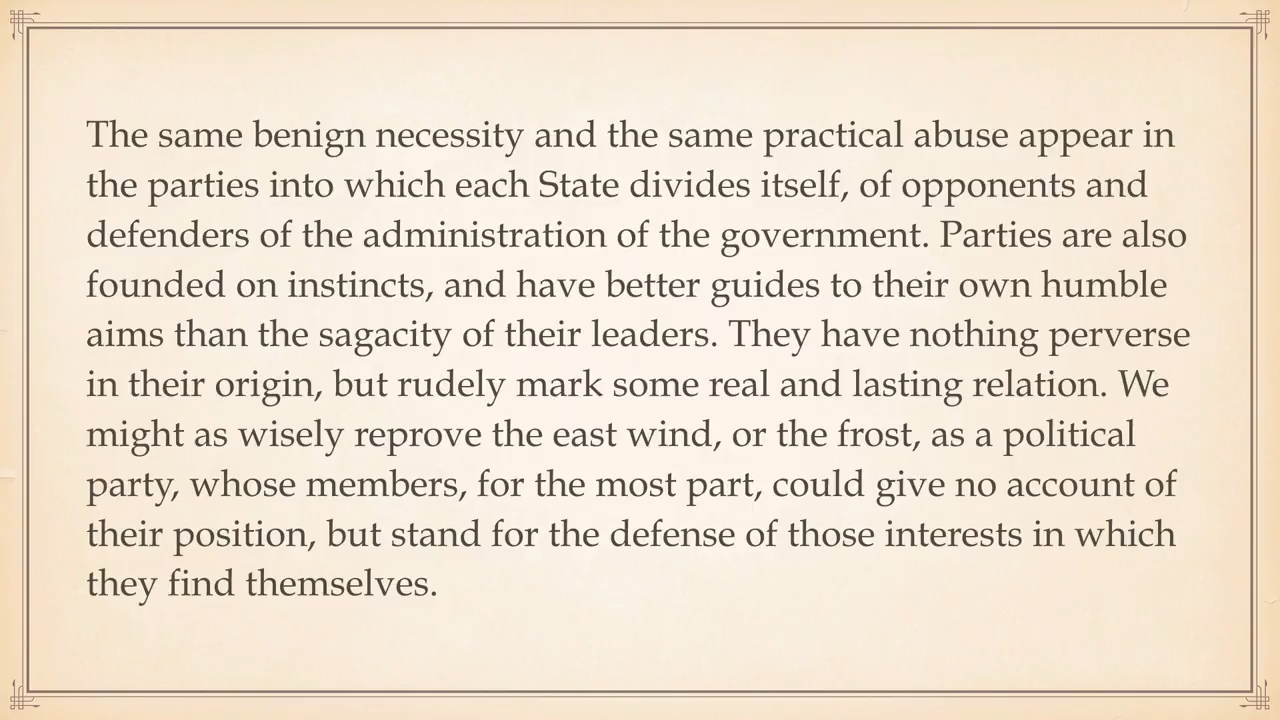 The same benign necessity and the same practical abuse appear in
the parties into which each State divides itself, of opponents and
defenders of the administration of the government. Parties are also
founded on instincts, and have better guides to their own humble
aims than the sagacity of their leaders. They have nothing perverse
in their origin, but rudely mark some real and lasting relation. We
might as wisely reprove the east wind, or the frost, as a political
party, whose members, for the most part, could give no account of
their position, but stand for the defense of those interests in which
they find themselves.